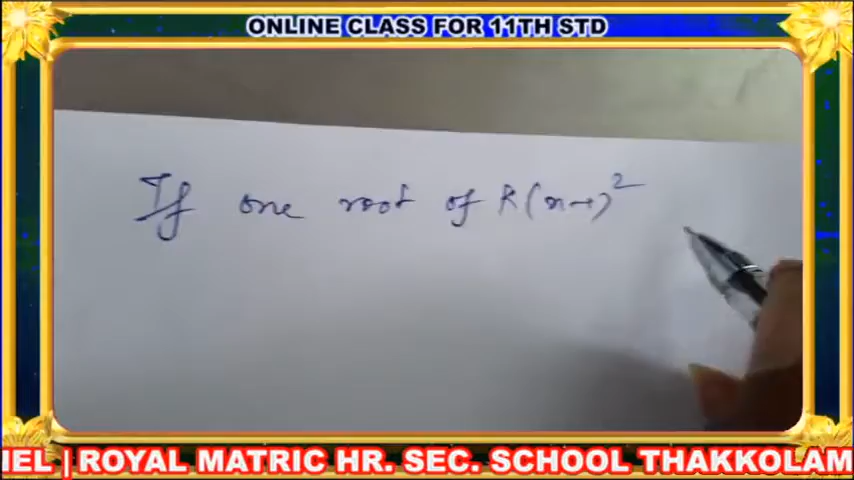 ONLINE CLASS FOR 11TH STD
If one root of k(x-1)²
IEL | ROYAL MATRIC HR. SEC. SCHOOL THAKKOLAM